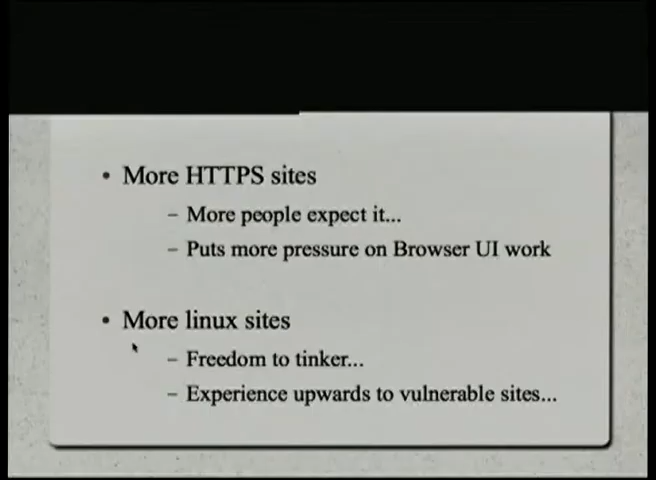 • More HTTPS sites
– More people expect it...
– Puts more pressure on Browser UI work
• More linux sites
– Freedom to tinker...
– Experience upwards to vulnerable sites...